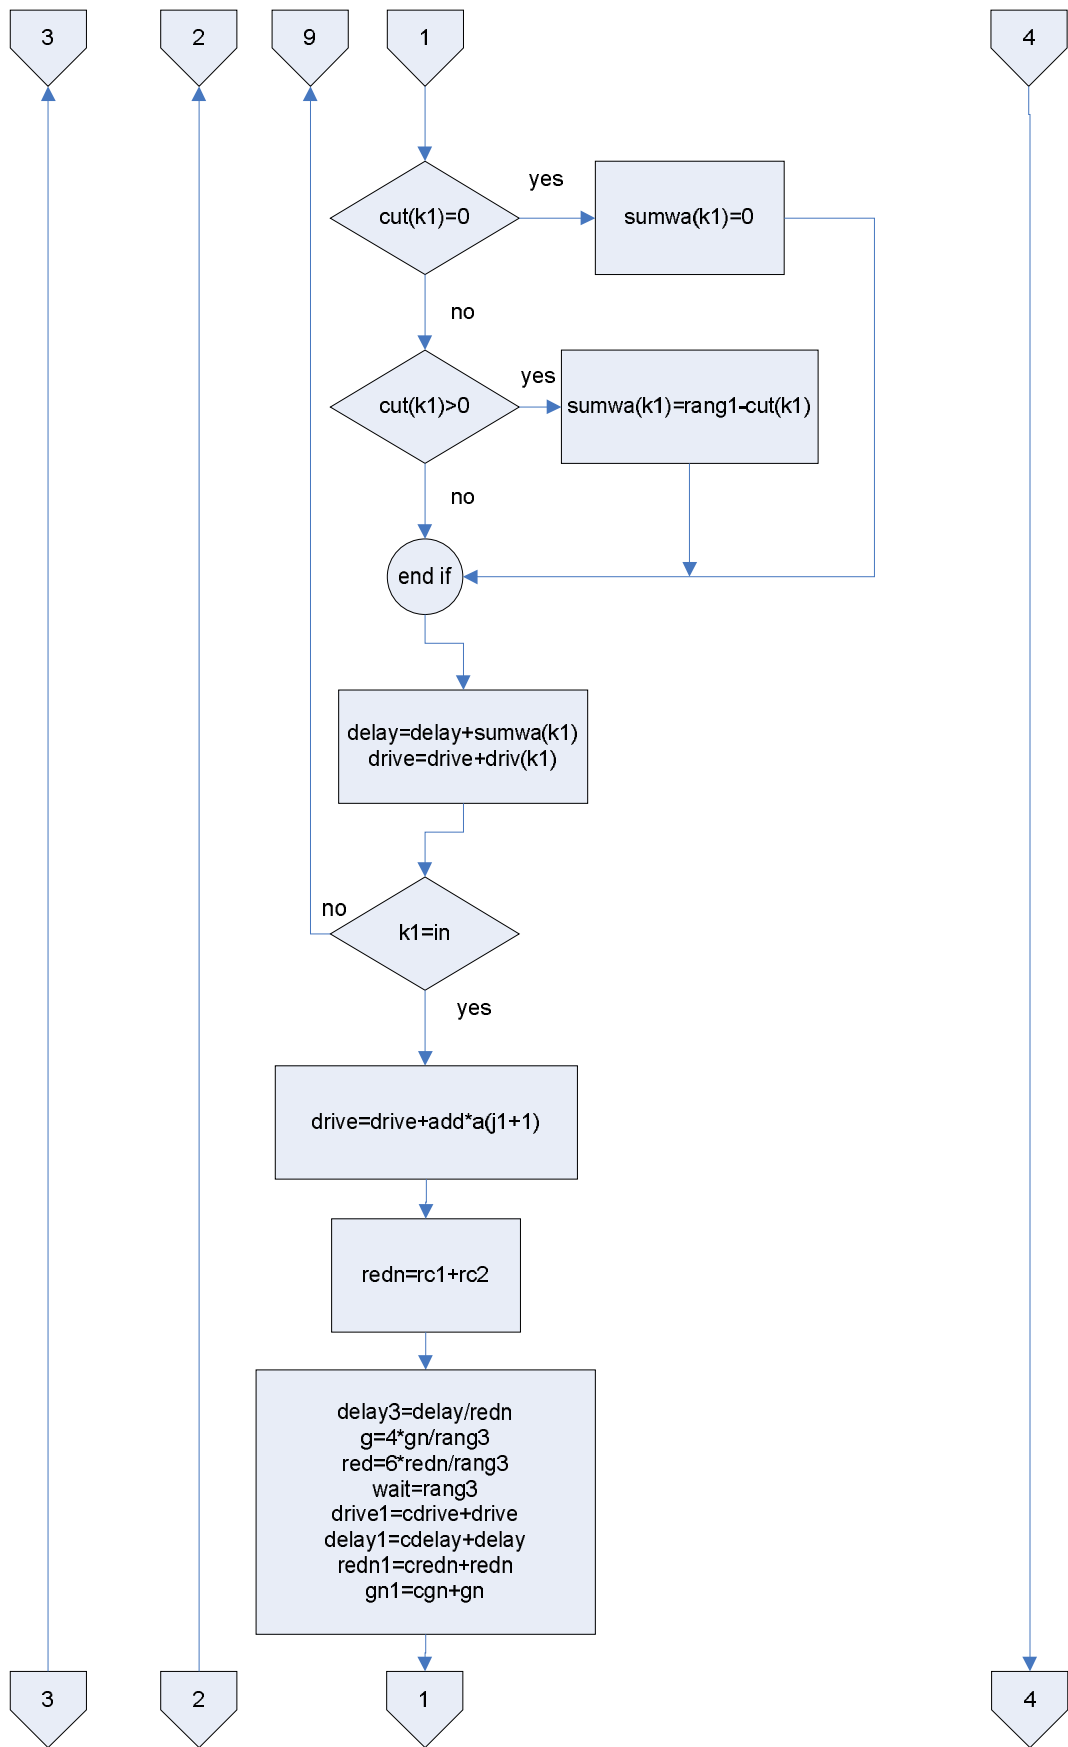 3
2
9
1
4
cut(k1)=0
yes
sumwa(k1)=0
no
cut(k1)>0
yes
sumwa(k1)=rang1-cut(k1)
no
end if
delay=delay+sumwa(k1)
drive=drive+driv(k1)
no
k1=in
yes
drive=drive+add*a(j1+1)
redn=rc1+rc2
delay3=delay/redn
g=4*gn/rang3
red=6*redn/rang3
wait=rang3
drive1=cdrive+drive
delay1=cdelay+delay
redn1=credn+redn
gn1=cgn+gn
3
2
1
4